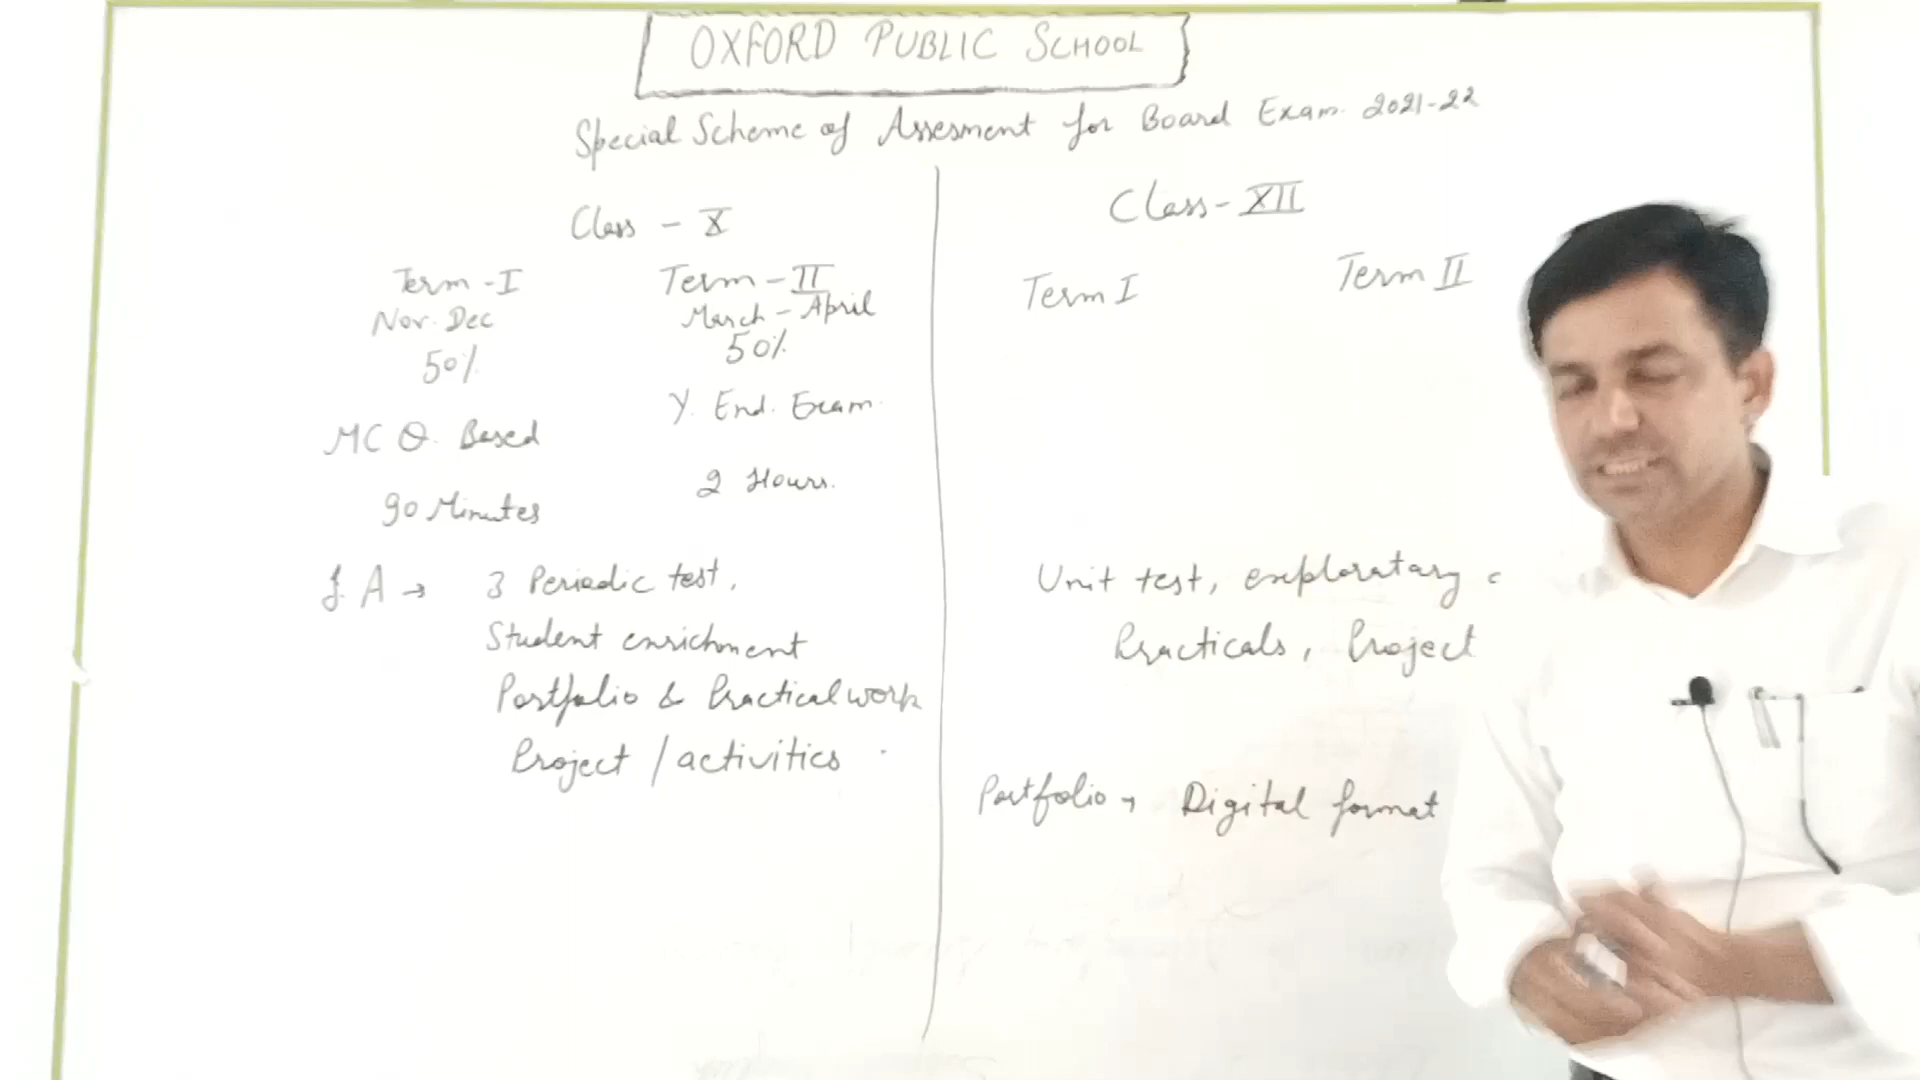 OXFORD PUBLIC SCHOOL
Special Scheme of Assesment for Board Exam. 2021-22
Class - X
Term - I
Nov. Dec
50%
MCQ. Based
90 Minutes
Term - II
March - April
50%
Y. End. Exam.
2 Hours.
I. A → 3 Periodic test,
Student enrichment
Portfolio & Practical work
Project / activities
Class - XII
Term I
Term II
Unit test, exploratary
Practicals, Project
Portfolio → Digital format